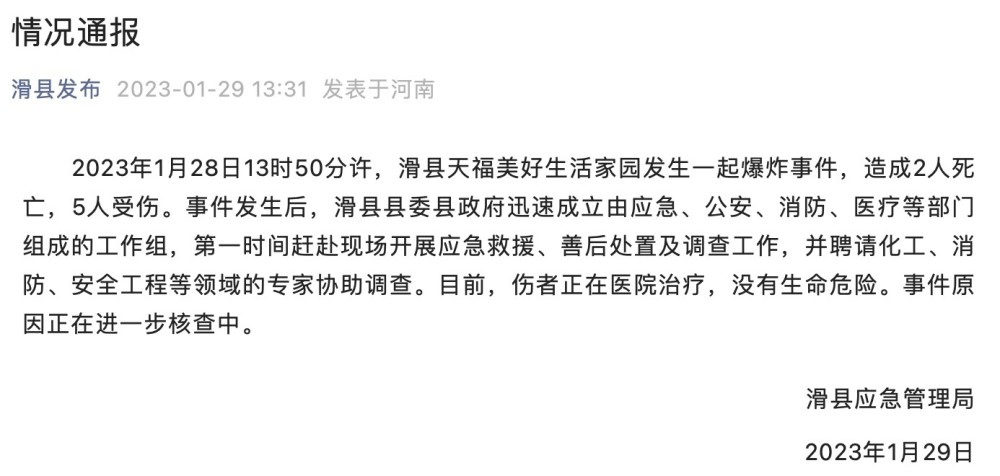 情况通报
滑县发布 2023-01-29 13:31 发表于河南
2023年1月28日13时50分许，滑县天福美好生活家园发生一起爆炸事件，造成2人死
亡，5人受伤。事件发生后，滑县县委县政府迅速成立由应急、公安、消防、医疗等部门
组成的工作组，第一时间赶赴现场开展应急救援、善后处置及调查工作，并聘请化工、消
防、安全工程等领域的专家协助调查。目前，伤者正在医院治疗，没有生命危险。事件原
因正在进一步核查中。
滑县应急管理局
2023年1月29日